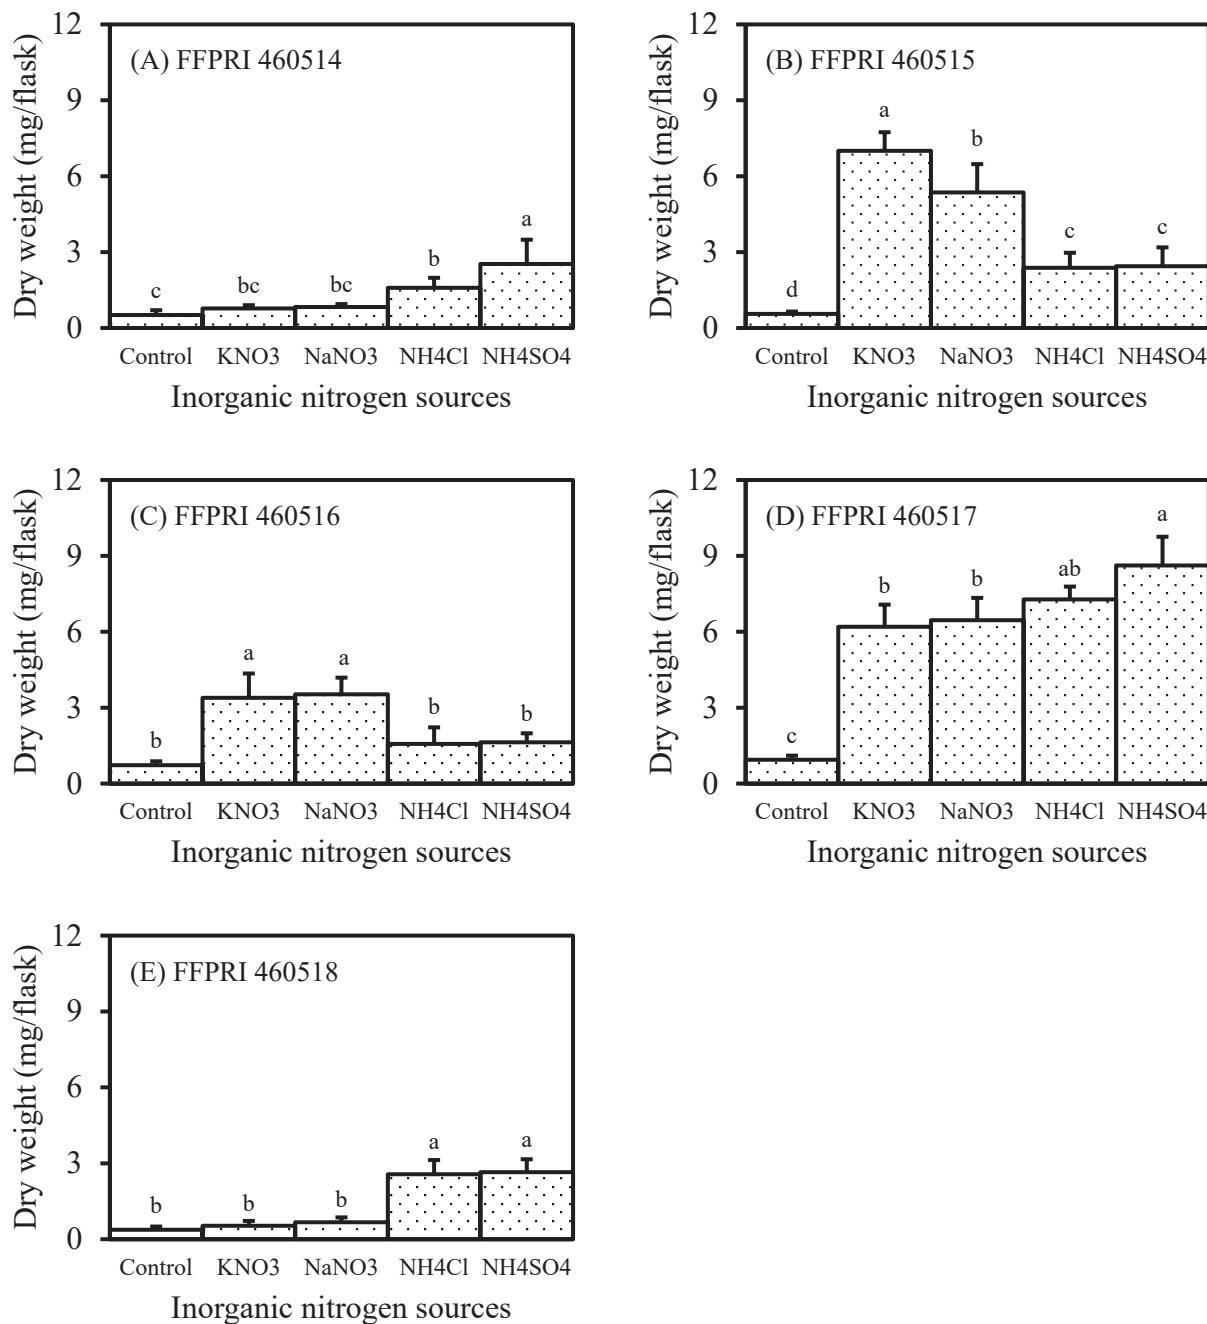 (A) FFPRI 460514
Dry weight (mg/flask)
12
9
6
3
0
c
bc
bc
b
a
Control KNO3 NaNO3 NH4Cl NH4SO4
Inorganic nitrogen sources
(B) FFPRI 460515
Dry weight (mg/flask)
12
9
6
3
0
d
a
b
c
c
Control KNO3 NaNO3 NH4Cl NH4SO4
Inorganic nitrogen sources
(C) FFPRI 460516
Dry weight (mg/flask)
12
9
6
3
0
b
a
a
b
b
Control KNO3 NaNO3 NH4Cl NH4SO4
Inorganic nitrogen sources
(D) FFPRI 460517
Dry weight (mg/flask)
12
9
6
3
0
c
b
b
ab
a
Control KNO3 NaNO3 NH4Cl NH4SO4
Inorganic nitrogen sources
(E) FFPRI 460518
Dry weight (mg/flask)
12
9
6
3
0
b
b
b
a
a
Control KNO3 NaNO3 NH4Cl NH4SO4
Inorganic nitrogen sources